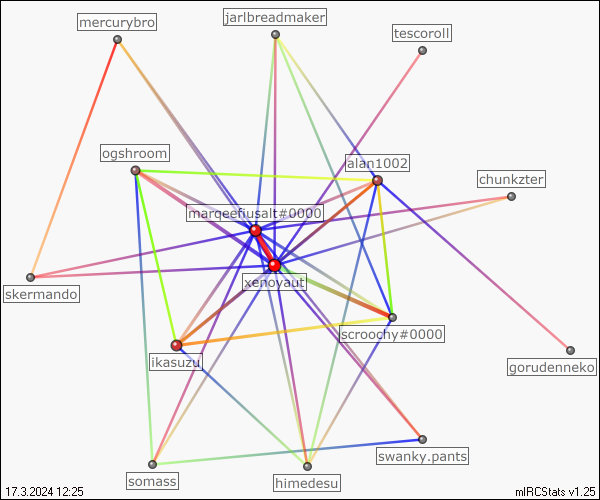 mercurybro
jarlbreadmaker
tescoroll
ogshroom
alan1002
chunkzter
marqeefiusalt#0000
xenovaut
skermando
scroochy#0000
ikasuzu
gorudenneko
swanky.pants
somass
himedesu
17.3.2024 12:25
mIRCStats v1.25